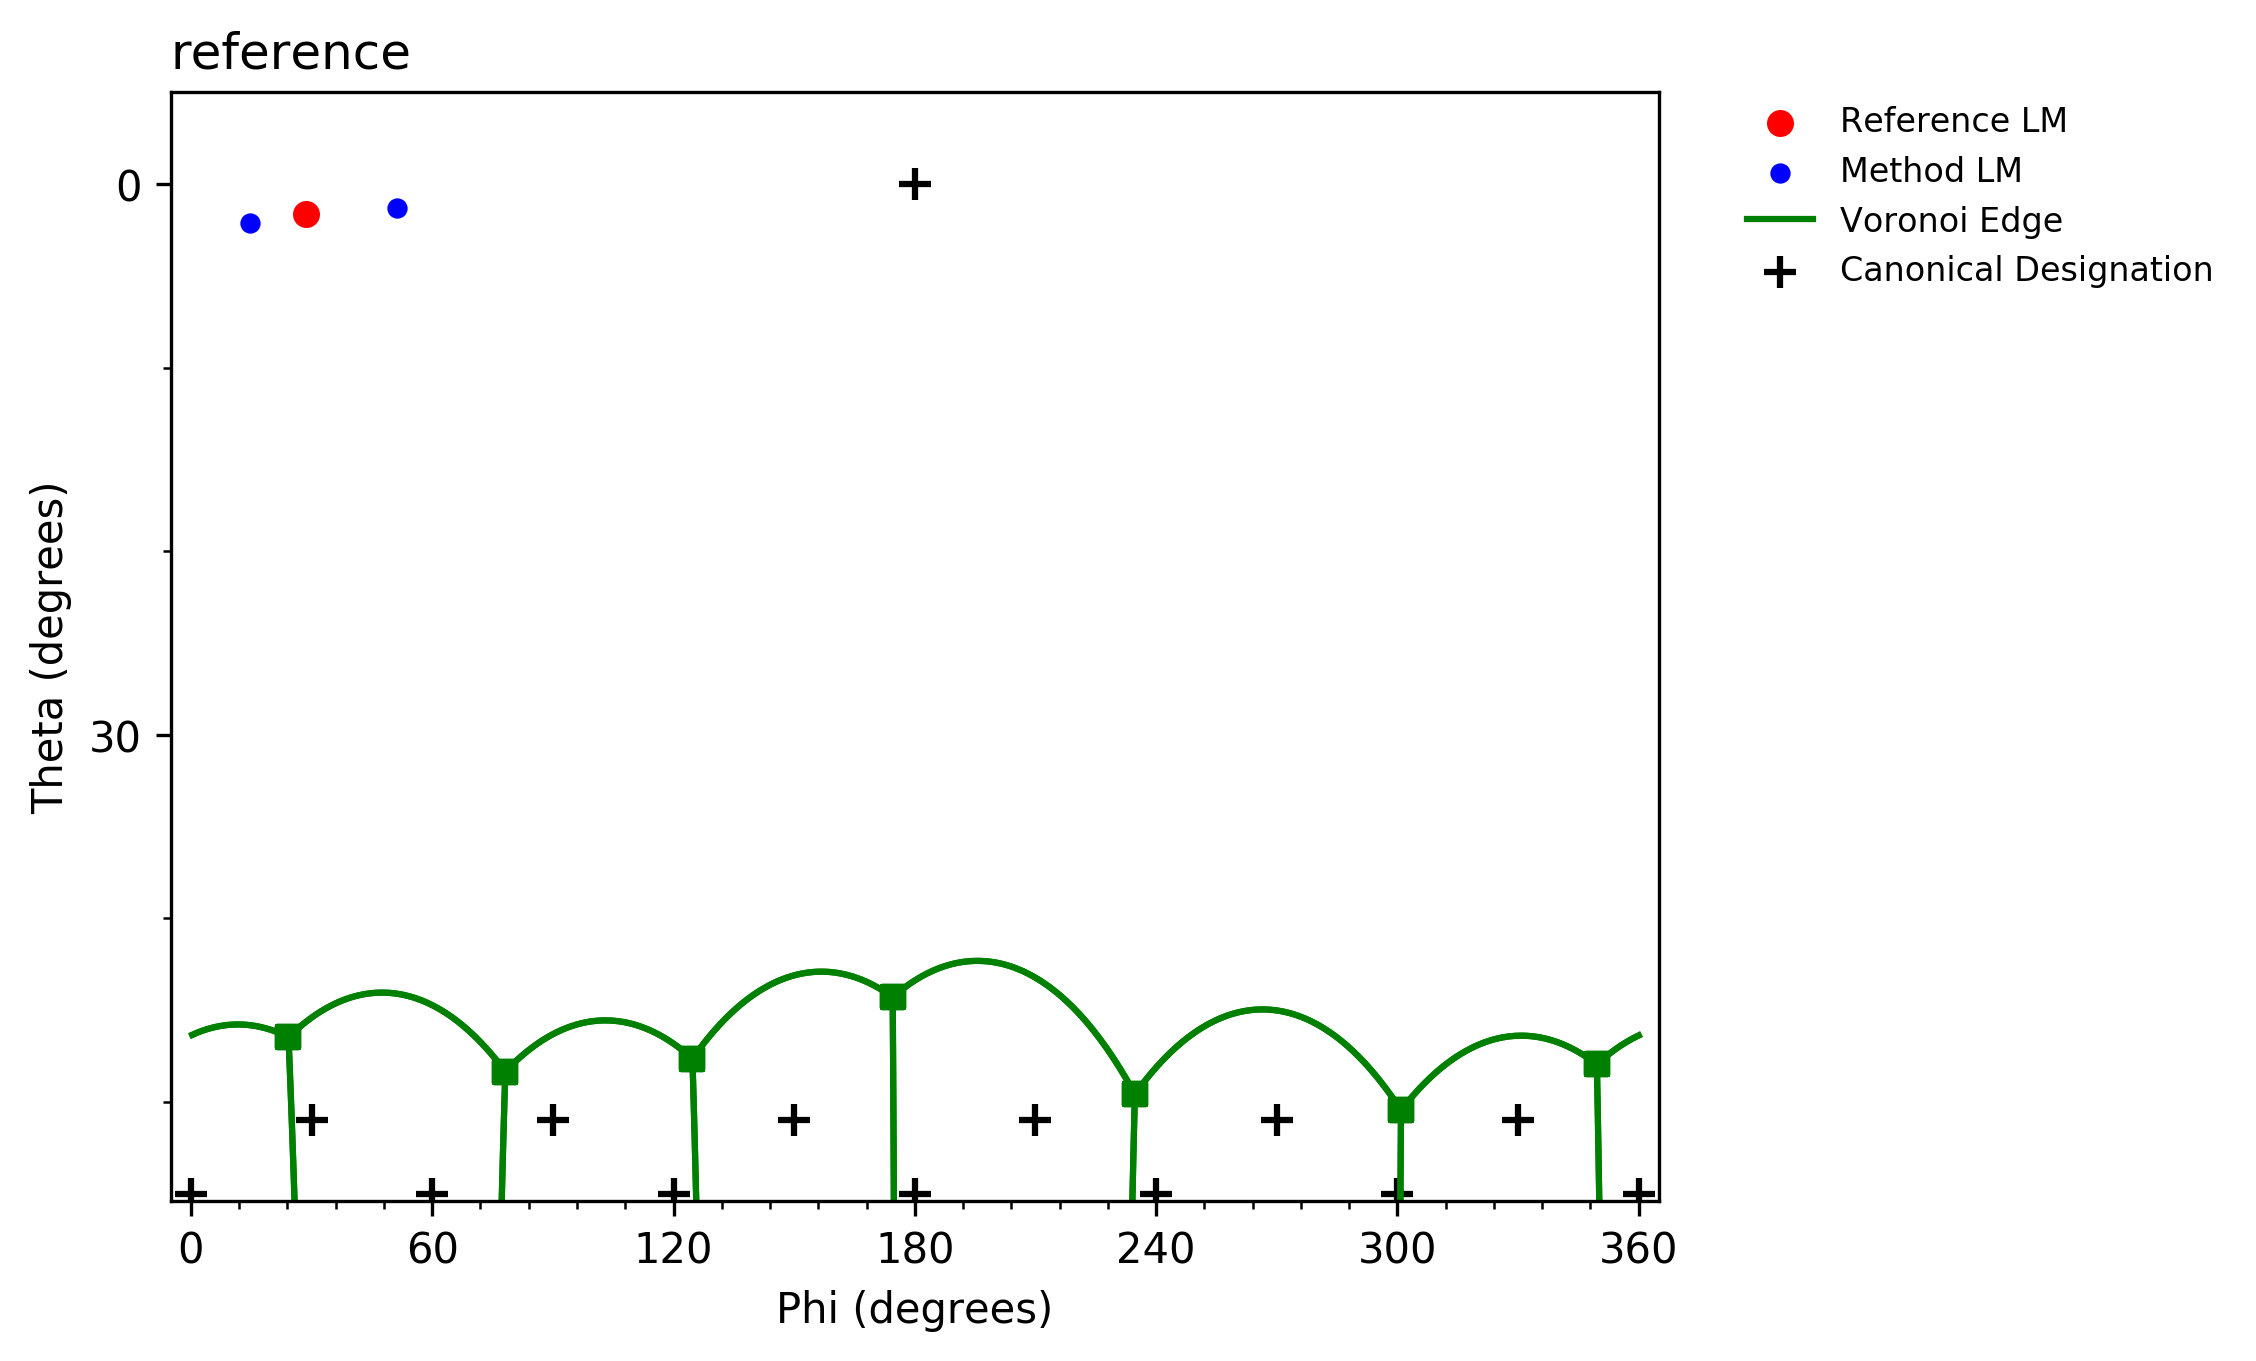 reference
Reference LM
Method LM
Voronoi Edge
Canonical Designation
0
30
Theta (degrees)
0 60 120 180 240 300 360
Phi (degrees)